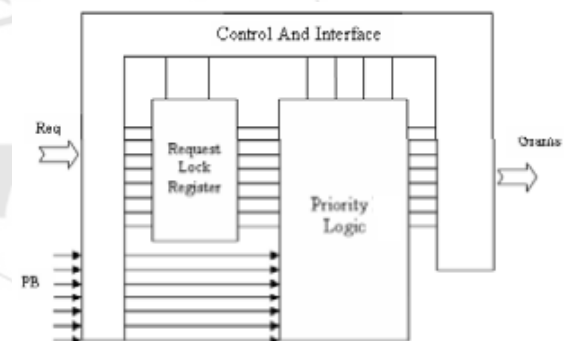 Control And Interface
Req
Request
Lock
Register
Grants
Priority
Logic
PB